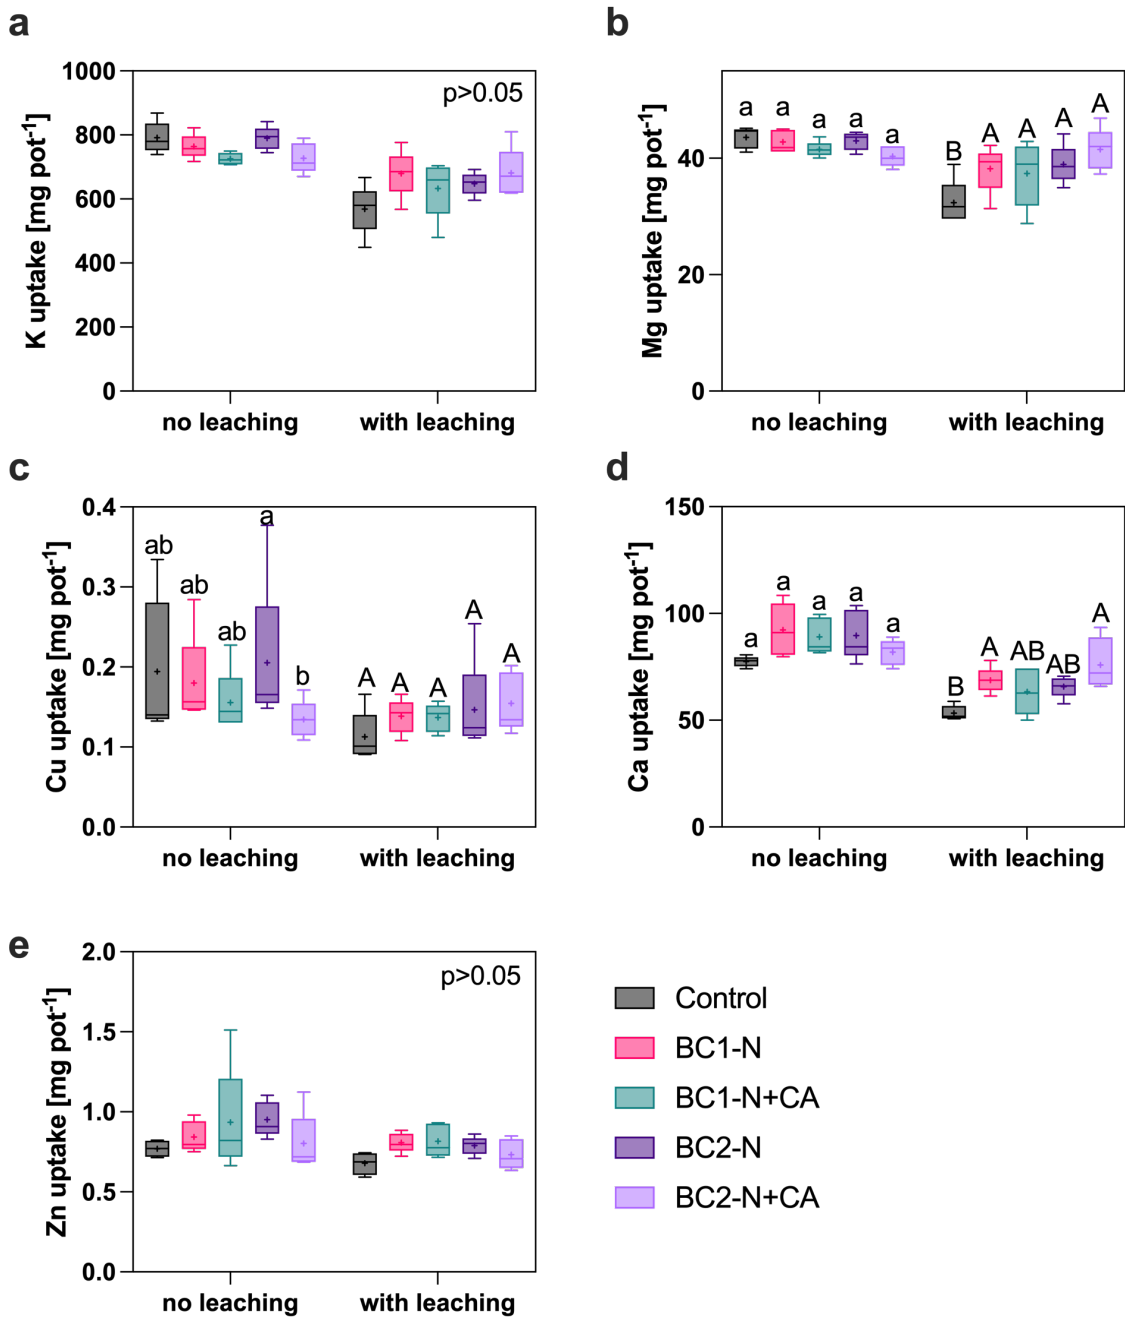 a
K uptake [mg pot⁻¹]
1000
800
600
400
200
0
p>0.05
no leaching
with leaching
b
Mg uptake [mg pot⁻¹]
40
20
0
a a a a a B A A A A
no leaching
with leaching
c
Cu uptake [mg pot⁻¹]
0.4
0.3
0.2
0.1
0.0
ab ab ab a b A A A A A
no leaching
with leaching
d
Ca uptake [mg pot⁻¹]
150
100
50
0
a a a a a B A AB AB A
no leaching
with leaching
e
Zn uptake [mg pot⁻¹]
2.0
1.5
1.0
0.5
0.0
p>0.05
no leaching
with leaching
Control
BC1-N
BC1-N+CA
BC2-N
BC2-N+CA